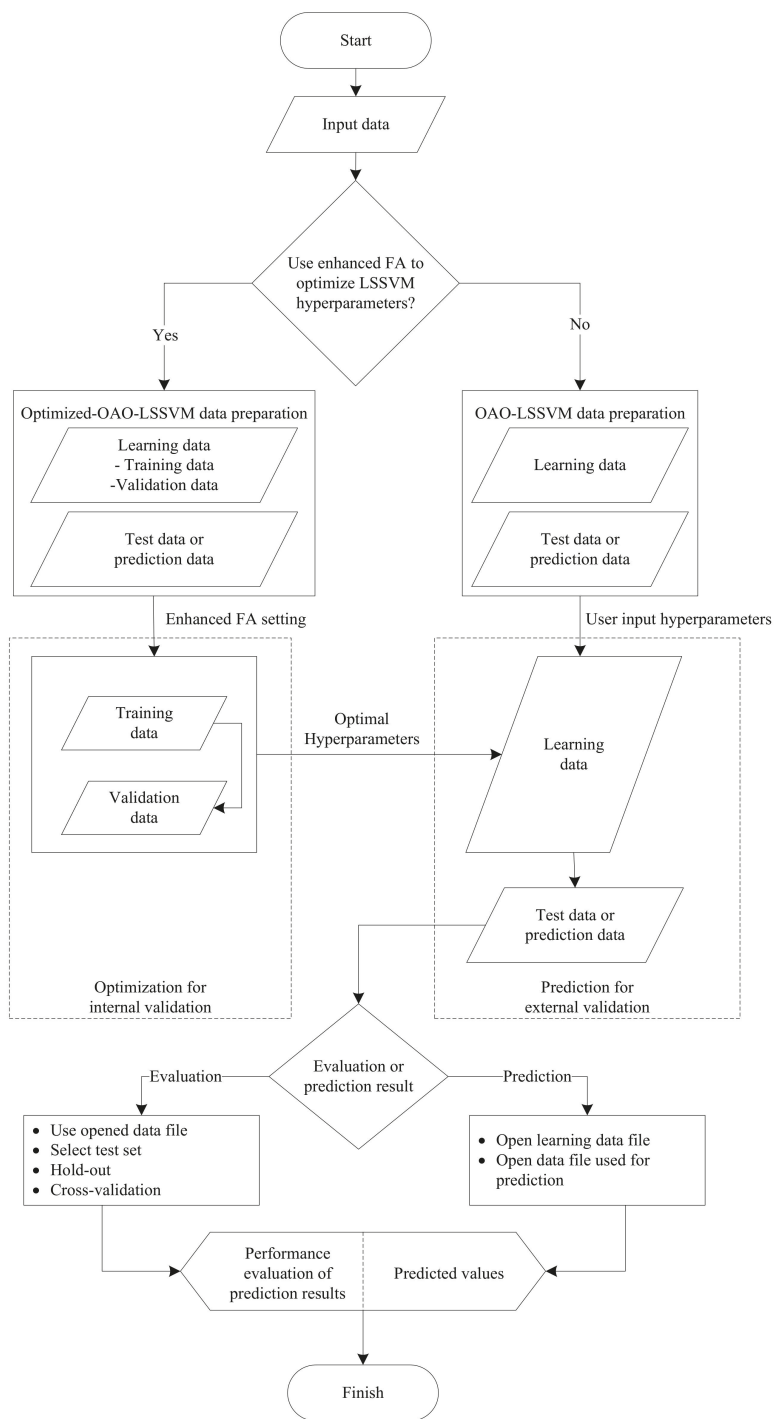 Start
Input data
Use enhanced FA to
optimize LSSVM
hyperparameters?
Yes
No
Optimized-OAO-LSSVM data preparation
Learning data
- Training data
-Validation data
Test data or
prediction data
OAO-LSSVM data preparation
Learning data
Test data or
prediction data
Enhanced FA setting
User input hyperparameters
Training
data
Validation
data
Optimal
Hyperparameters
Learning
data
Test data or
prediction data
Optimization for
internal validation
Prediction for
external validation
Evaluation or
prediction result
Evaluation
Prediction
• Use opened data file
• Select test set
• Hold-out
• Cross-validation
• Open learning data file
• Open data file used for
prediction
Performance
evaluation of
prediction results
Predicted values
Finish